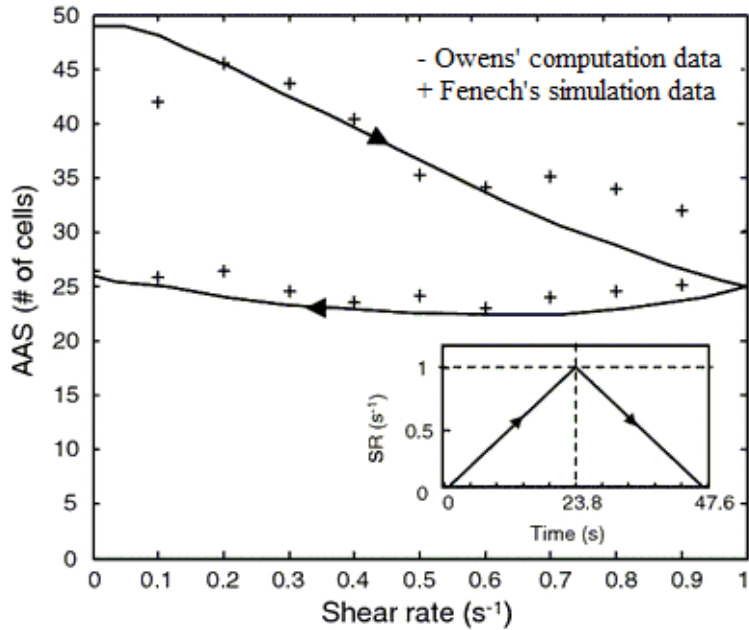 50
45
40
35
30
25
20
15
10
5
0
AAS (# of cells)
- Owens' computation data
+ Fenech's simulation data
1
0.5
0
SR (s⁻¹)
0 23.8 47.6
Time (s)
0 0.1 0.2 0.3 0.4 0.5 0.6 0.7 0.8 0.9 1
Shear rate (s⁻¹)